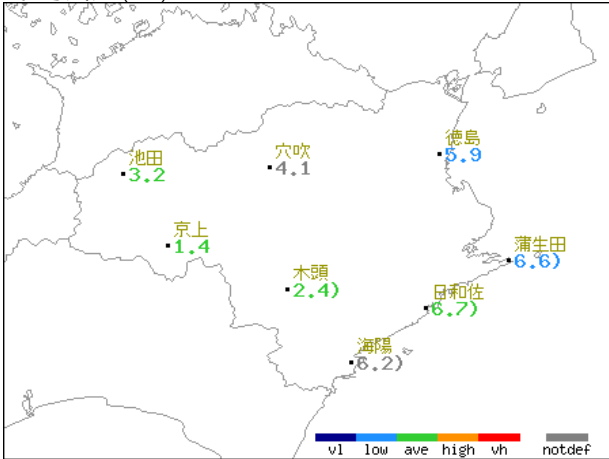 徳島
5.9
穴吹
4.1
池田
3.2
京上
1.4
蒲生田
6.6)
木頭
2.4)
日和佐
6.7)
海陽
6.2)
vl low ave high vh notdef